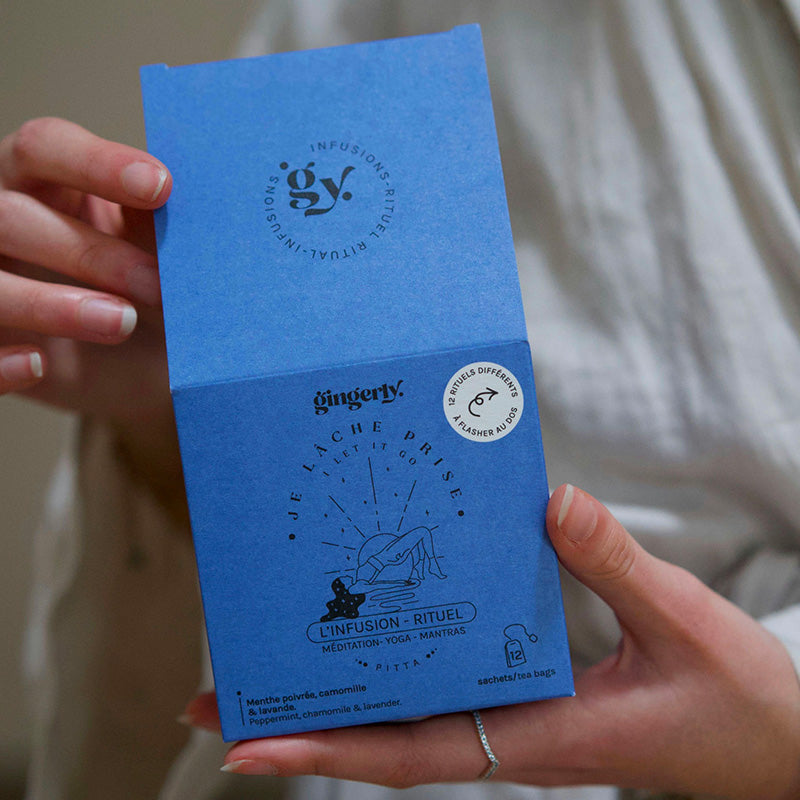 INFUSIONS-RITUEL RITUAL-INFUSIONS
gy.
gingerly.
12 RITUELS DIFFÉRENTS
À FLASHER AU DOS
JE LÂCHE PRISE
I LET IT GO
L'INFUSION - RITUEL
MÉDITATION - YOGA - MANTRAS
PITTA
12
sachets/tea bags
Menthe poivrée, camomille
& lavande.
Peppermint, chamomile & lavender.